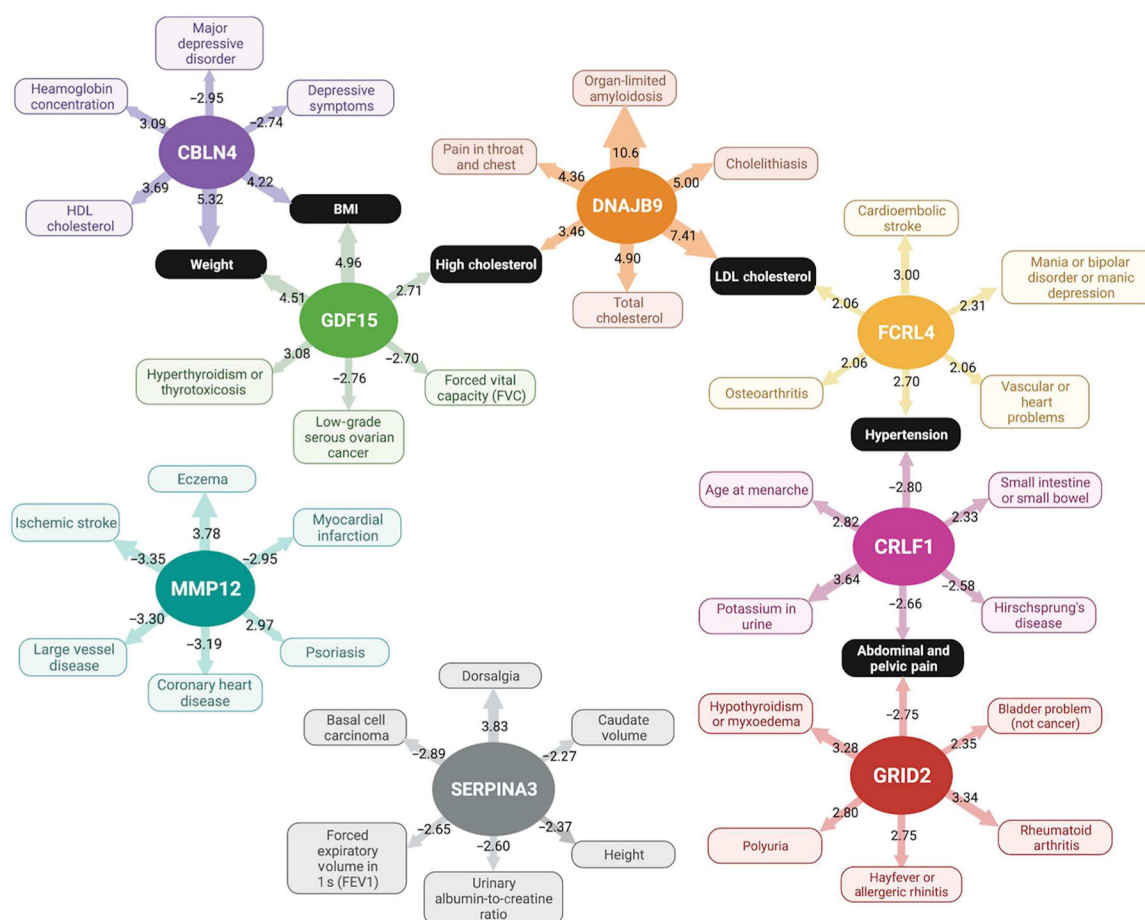 Major
depressive
disorder
Heamoglobin
concentration
Depressive
symptoms
−2.95
3.09
−2.74
CBLN4
3.69
5.32
4.22
HDL
cholesterol
BMI
Weight
Organ-limited
amyloidosis
Pain in throat
and chest
Cholelithiasis
10.6
4.36
5.00
DNAJB9
3.46
4.90
7.41
High cholesterol
LDL cholesterol
Total
cholesterol
4.96
4.51
2.71
GDF15
3.08
−2.76
−2.70
Hyperthyroidism or
thyrotoxicosis
Forced vital
capacity (FVC)
Low-grade
serous ovarian
cancer
Cardioembolic
stroke
Mania or bipolar
disorder or manic
depression
3.00
2.06
2.31
FCRL4
2.06
2.70
2.06
Osteoarthritis
Vascular or
heart
problems
Hypertension
Eczema
Ischemic stroke
Myocardial
infarction
3.78
−3.35
−2.95
MMP12
−3.30
−3.19
2.97
Large vessel
disease
Psoriasis
Coronary heart
disease
Age at menarche
Small intestine
or small bowel
−2.80
2.82
2.33
CRLF1
3.64
−2.66
−2.58
Potassium in
urine
Hirschsprung's
disease
Abdominal and
pelvic pain
Dorsalgia
Basal cell
carcinoma
Caudate
volume
3.83
−2.89
−2.27
SERPINA3
−2.65
−2.60
−2.37
Forced
expiratory
volume in
1 s (FEV1)
Height
Urinary
albumin-to-creatine
ratio
Hypothyroidism
or myxoedema
Bladder problem
(not cancer)
−2.75
3.28
2.35
GRID2
2.80
2.75
3.34
Polyuria
Rheumatoid
arthritis
Hayfever or
allergic rhinitis